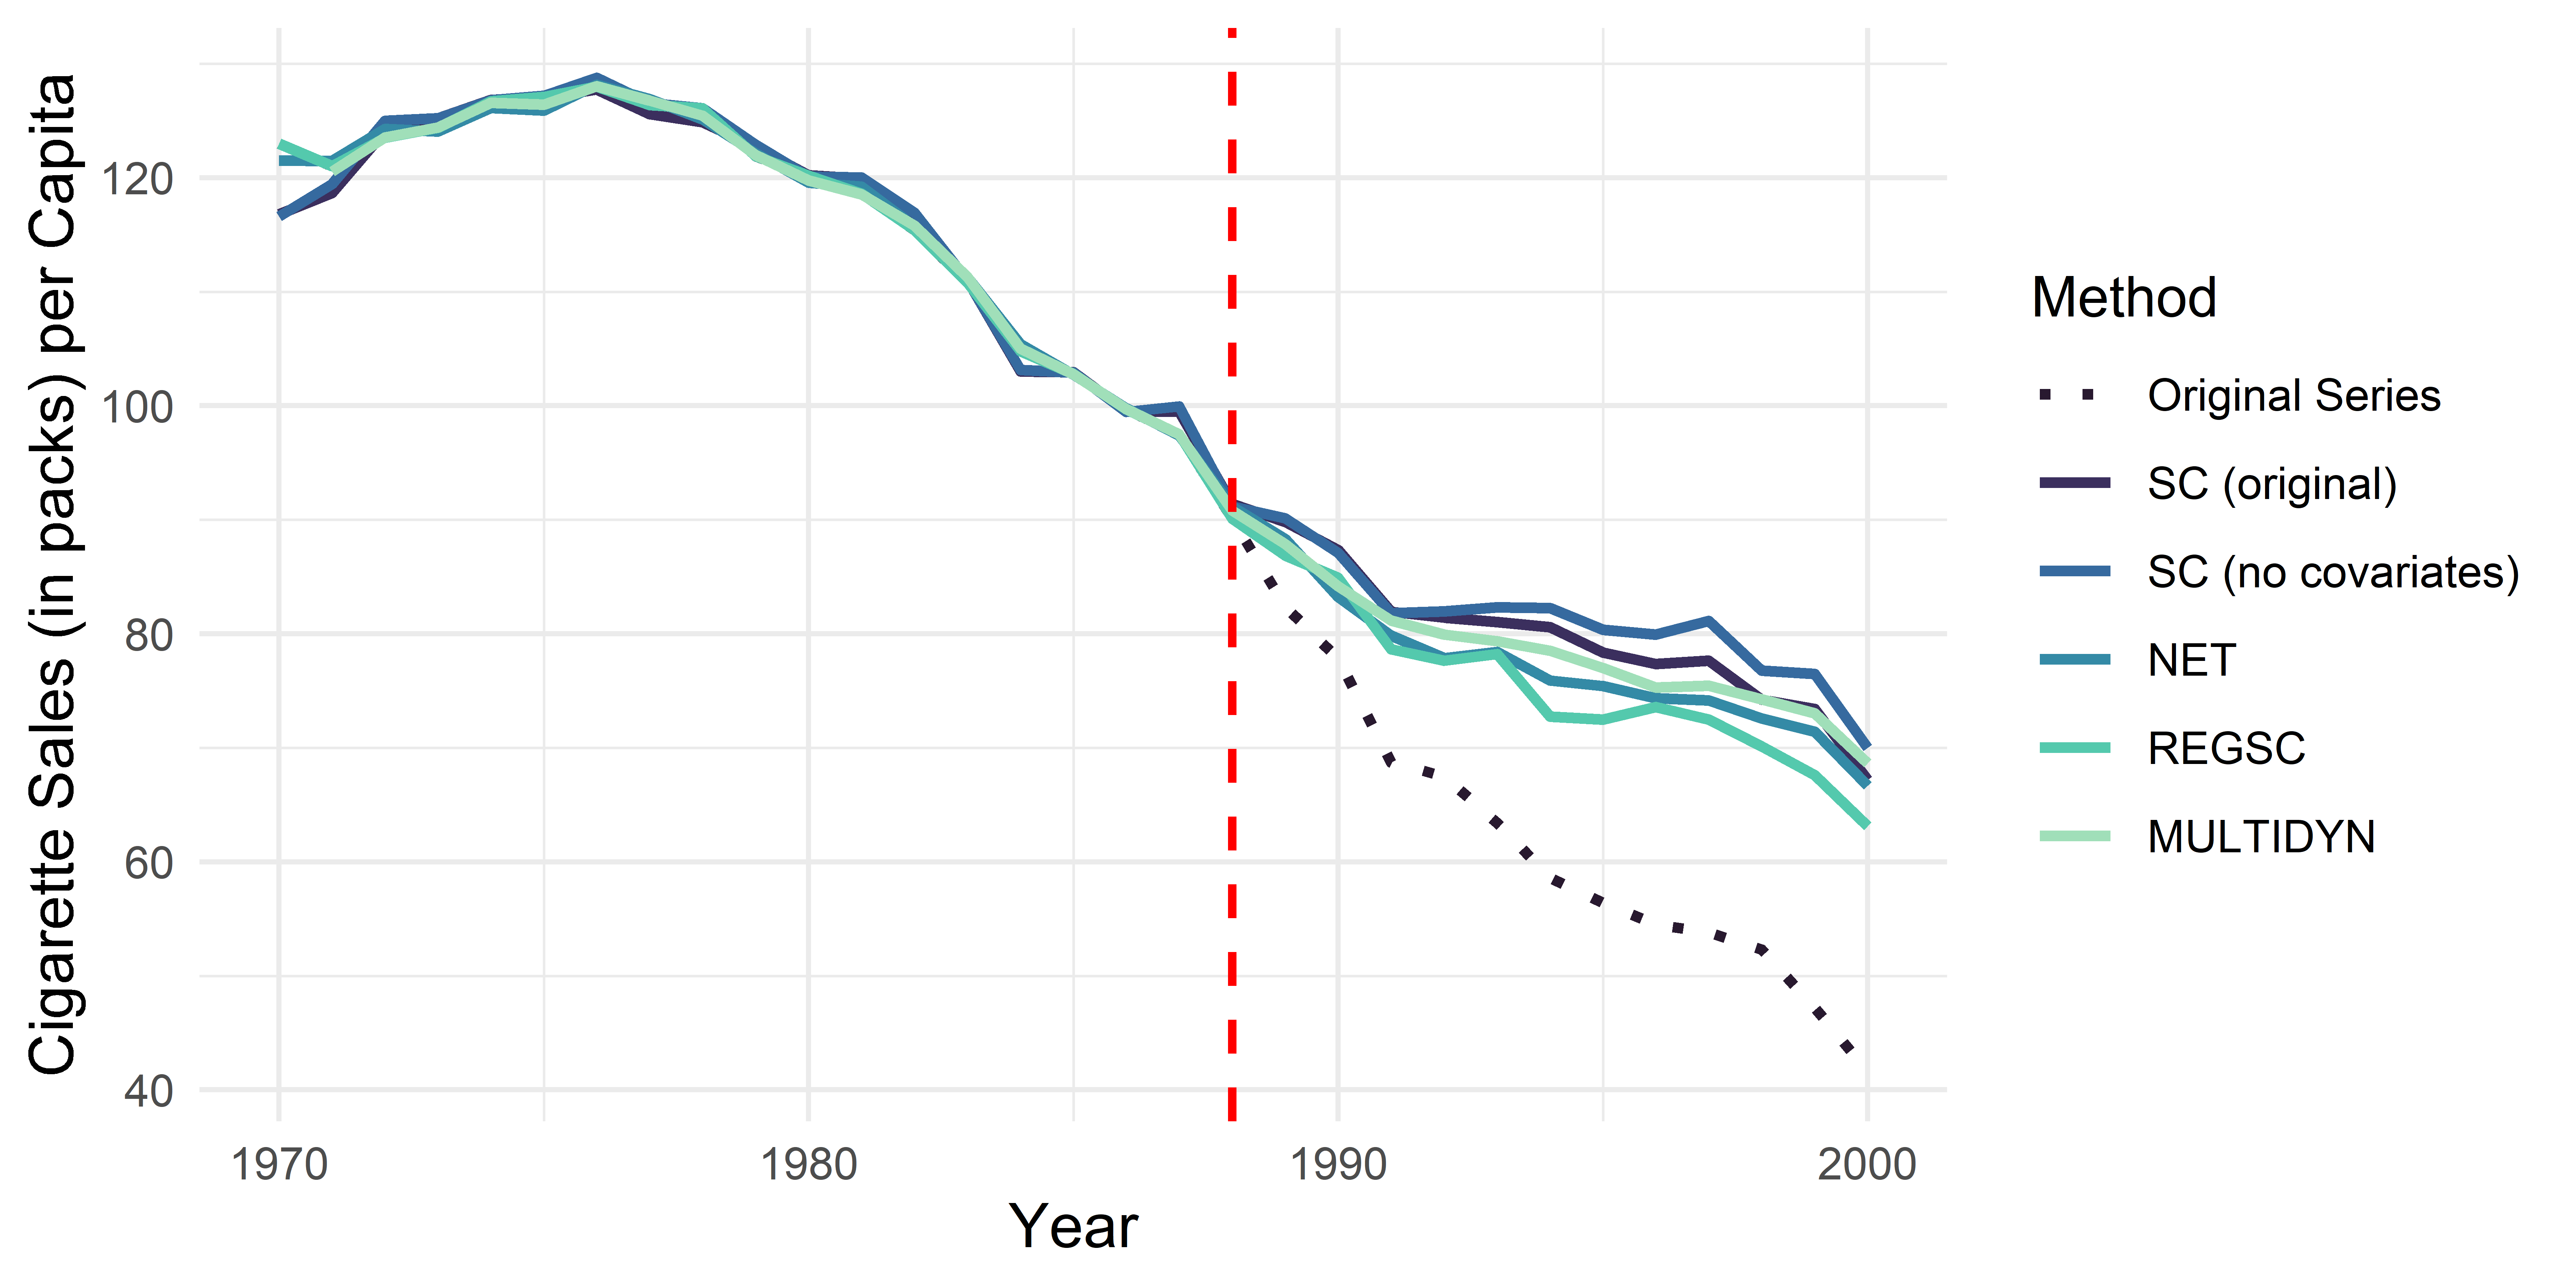 Cigarette Sales (in packs) per Capita
120
100
80
60
40
1970
1980
1990
2000
Year
Method
Original Series
SC (original)
SC (no covariates)
NET
REGSC
MULTIDYN